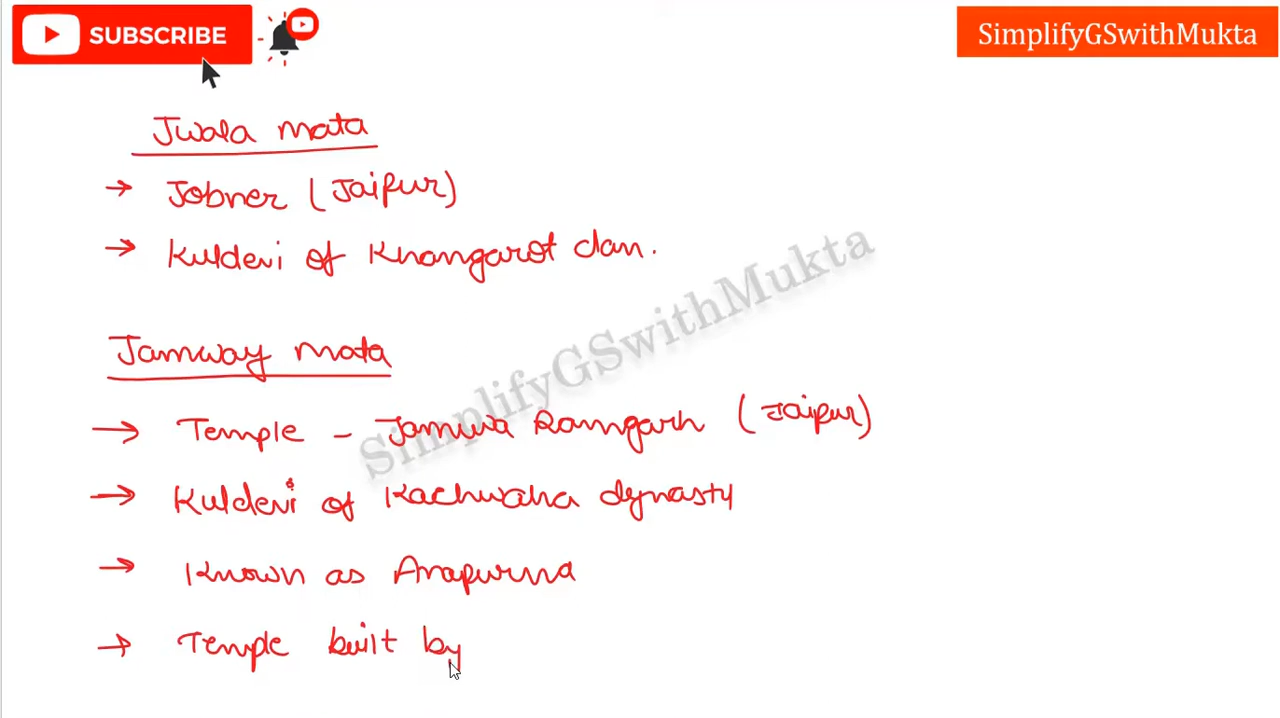 SUBSCRIBE
SimplifyGSwithMukta
Jwala mata
→ Jobner (Jaipur)
→ Kuldevi of Khangarot clan.
SimplifyGSwithMukta
Jamway mata
→ Temple - Jamwa Ramgarh (Jaipur)
→ Kuldevi of Kachwaha dynasty
→ Known as Anapurna
→ Temple built by